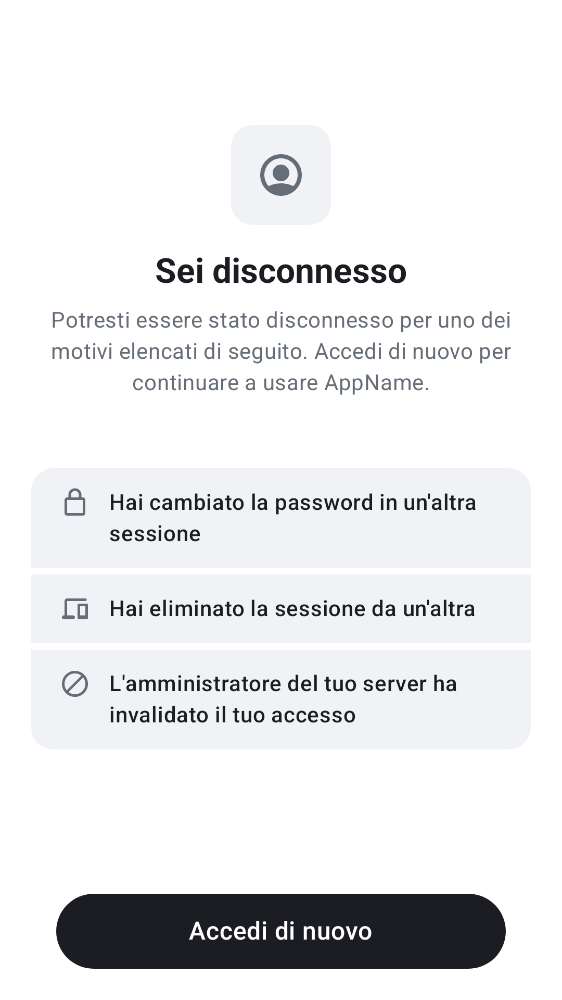 Sei disconnesso
Potresti essere stato disconnesso per uno dei
motivi elencati di seguito. Accedi di nuovo per
continuare a usare AppName.
Hai cambiato la password in un'altra
sessione
Hai eliminato la sessione da un'altra
L'amministratore del tuo server ha
invalidato il tuo accesso
Accedi di nuovo